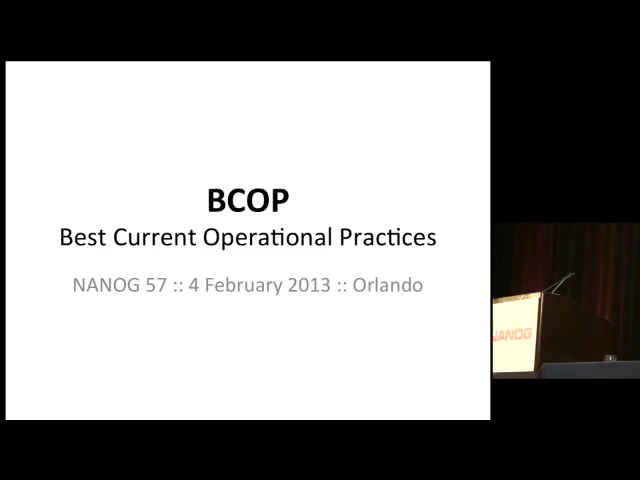 BCOP
Best Current Operational Practices
NANOG 57 :: 4 February 2013 :: Orlando
NANOG